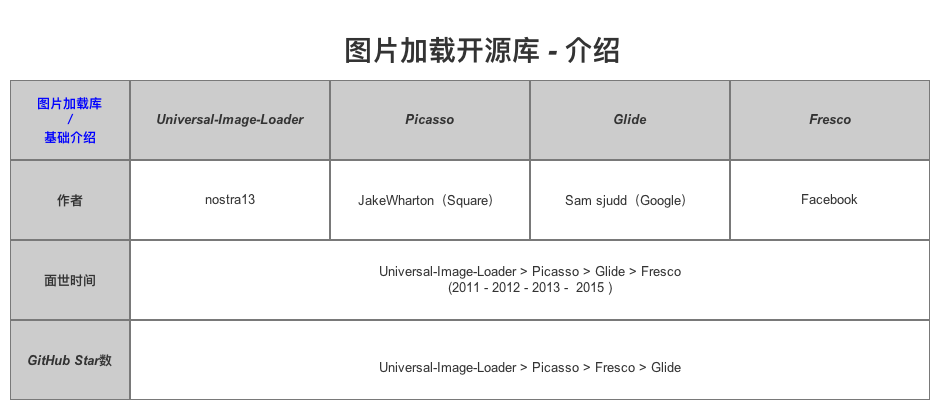 图片加载开源库 - 介绍
图片加载库
/
基础介绍
Universal-Image-Loader
Picasso
Glide
Fresco
作者
nostra13
JakeWharton（Square）
Sam sjudd（Google）
Facebook
面世时间
Universal-Image-Loader > Picasso > Glide > Fresco
(2011 - 2012 - 2013 -  2015 )
GitHub Star数
Universal-Image-Loader > Picasso > Fresco > Glide